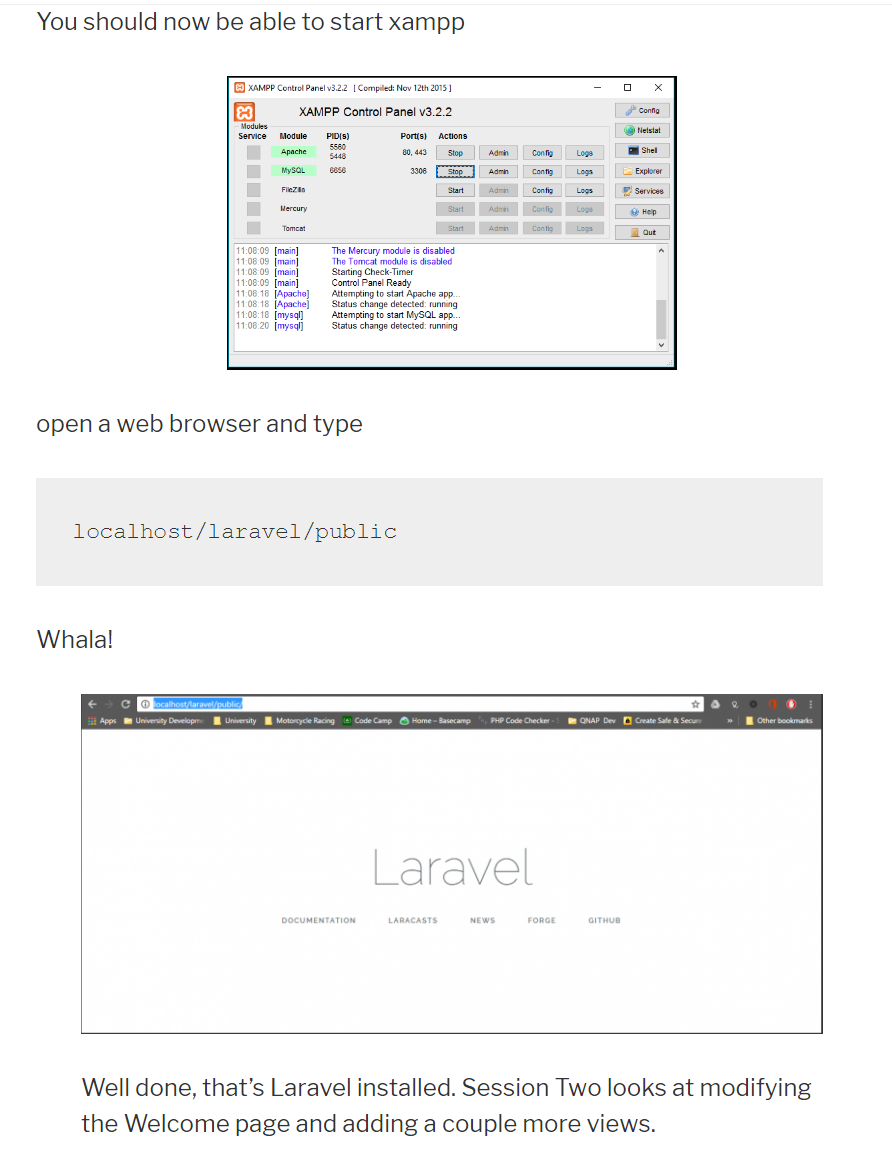 You should now be able to start xampp
XAMPP Control Panel v3.2.2 [ Compiled: Nov 12th 2015 ]
XAMPP Control Panel v3.2.2
Config
Modules
Service Module PID(s) Port(s) Actions
Netstat
Apache 5560 5448 80, 443 Stop Admin Config Logs
Shell
MySQL 6656 3306 Stop Admin Config Logs
Explorer
FileZilla Start Admin Config Logs
Services
Mercury Start Admin Config Logs
Help
Tomcat Start Admin Config Logs
Quit
11:08:09 [main] The Mercury module is disabled
11:08:09 [main] The Tomcat module is disabled
11:08:09 [main] Starting Check-Timer
11:08:09 [main] Control Panel Ready
11:08:18 [Apache] Attempting to start Apache app...
11:08:18 [Apache] Status change detected: running
11:08:18 [mysql] Attempting to start MySQL app...
11:08:20 [mysql] Status change detected: running
open a web browser and type
localhost/laravel/public
Whala!
localhost/laravel/public/
Apps University Developm University Motorcycle Racing Code Camp Home – Basecamp PHP Code Checker - QNAP Dev Create Safe & Secure » Other bookmarks
Laravel
DOCUMENTATION LARACASTS NEWS FORGE GITHUB
Well done, that's Laravel installed. Session Two looks at modifying
the Welcome page and adding a couple more views.